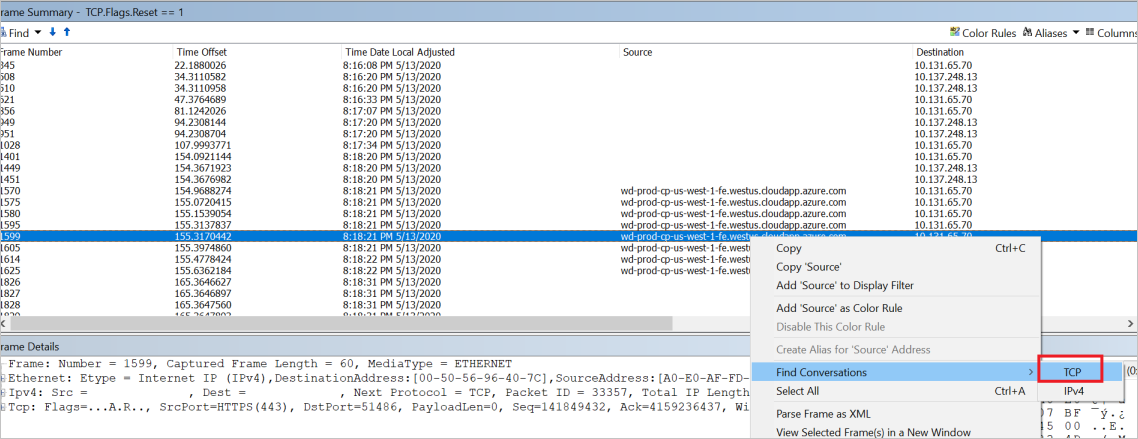 rame Summary - TCP.Flags.Reset == 1
Find Color Rules Aliases Columns
Frame Number Time Offset Time Date Local Adjusted Source Destination
345 22.1880026 8:16:08 PM 5/13/2020 10.131.65.70
508 34.3110582 8:16:20 PM 5/13/2020 10.137.248.13
510 34.3110958 8:16:20 PM 5/13/2020 10.137.248.13
621 47.3764689 8:16:33 PM 5/13/2020 10.131.65.70
856 81.1242026 8:17:07 PM 5/13/2020 10.131.65.70
949 94.2308144 8:17:20 PM 5/13/2020 10.137.248.13
951 94.2308704 8:17:20 PM 5/13/2020 10.137.248.13
1028 107.9993771 8:17:34 PM 5/13/2020 10.131.65.70
1401 154.0921144 8:18:20 PM 5/13/2020 10.131.65.70
1449 154.3671923 8:18:20 PM 5/13/2020 10.137.248.13
1451 154.3676982 8:18:20 PM 5/13/2020 10.137.248.13
1570 154.9688274 8:18:21 PM 5/13/2020 wd-prod-cp-us-west-1-fe.westus.cloudapp.azure.com 10.131.65.70
1575 155.0720415 8:18:21 PM 5/13/2020 wd-prod-cp-us-west-1-fe.westus.cloudapp.azure.com 10.131.65.70
1580 155.1539054 8:18:21 PM 5/13/2020 wd-prod-cp-us-west-1-fe.westus.cloudapp.azure.com 10.131.65.70
1595 155.3137837 8:18:21 PM 5/13/2020 wd-prod-cp-us-west-1-fe.westus.cloudapp.azure.com 10.131.65.70
1599 155.3170442 8:18:21 PM 5/13/2020 wd-prod-cp-us-west-1-fe.westus.cloudapp.azure.com 10.131.65.70
1605 155.3974860 8:18:21 PM 5/13/2020 wd-prod-cp-us-west-1-fe.westu
1614 155.4778424 8:18:22 PM 5/13/2020 wd-prod-cp-us-west-1-fe.westu
1625 155.6362184 8:18:22 PM 5/13/2020 wd-prod-cp-us-west-1-fe.westu
1826 165.3646627 8:18:31 PM 5/13/2020
1827 165.3646897 8:18:31 PM 5/13/2020
1828 165.3647560 8:18:31 PM 5/13/2020
Copy Ctrl+C
Copy 'Source'
Add 'Source' to Display Filter
Add 'Source' as Color Rule
Disable This Color Rule
Create Alias for 'Source' Address
Find Conversations
Select All Ctrl+A
Parse Frame as XML
View Selected Frame(s) in a New Window
TCP
IPv4
rame Details
Frame: Number = 1599, Captured Frame Length = 60, MediaType = ETHERNET
Ethernet: Etype = Internet IP (IPv4),DestinationAddress:[00-50-56-96-40-7C],SourceAddress:[A0-E0-AF-FD-
Ipv4: Src = , Dest = , Next Protocol = TCP, Packet ID = 33357, Total IP Length
Tcp: Flags=...A.R.., SrcPort=HTTPS(443), DstPort=51486, PayloadLen=0, Seq=141849432, Ack=4159236437, Wi